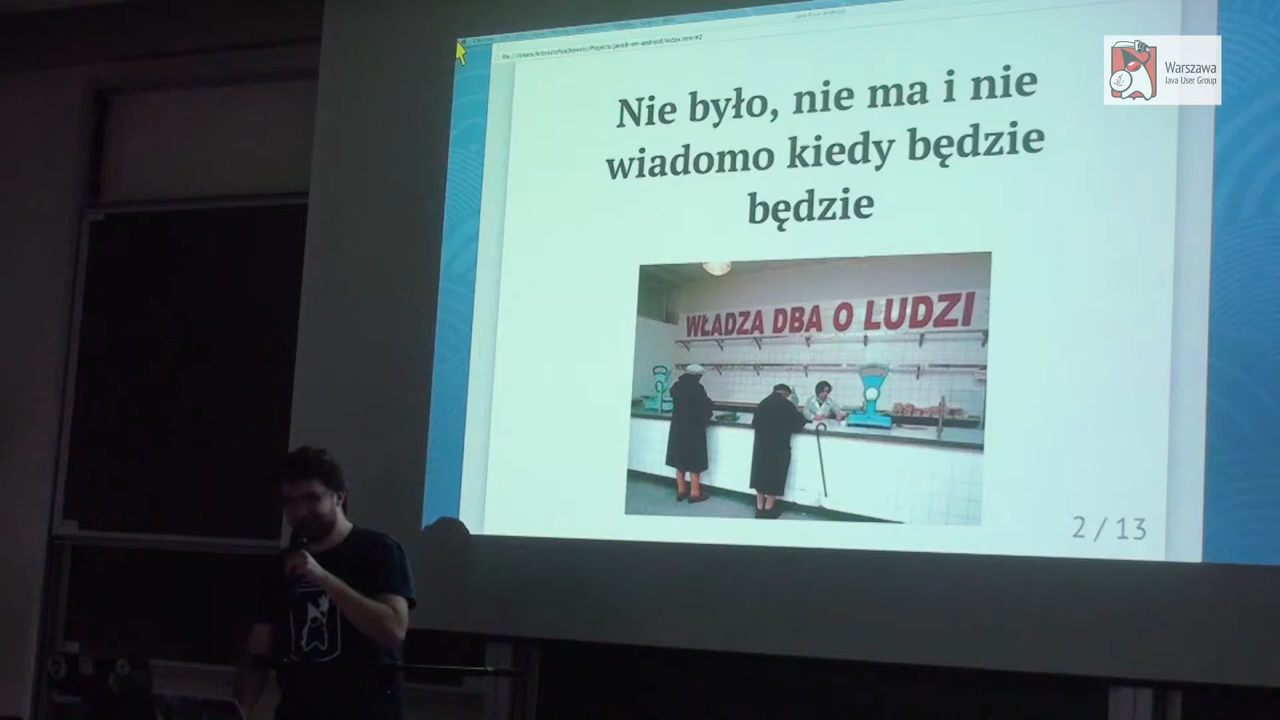 Nie było, nie ma i nie
wiadomo kiedy będzie
będzie
WŁADZA DBA O LUDZI
2 / 13
Warszawa
Java User Group